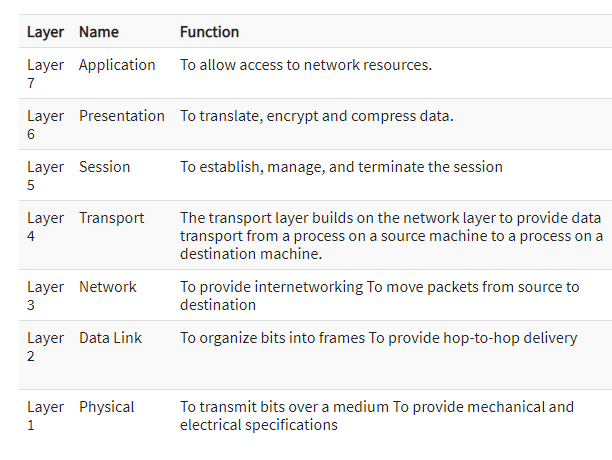 Layer Name Function
Layer 7 Application To allow access to network resources.
Layer 6 Presentation To translate, encrypt and compress data.
Layer 5 Session To establish, manage, and terminate the session
Layer 4 Transport The transport layer builds on the network layer to provide data
transport from a process on a source machine to a process on a
destination machine.
Layer 3 Network To provide internetworking To move packets from source to
destination
Layer 2 Data Link To organize bits into frames To provide hop-to-hop delivery
Layer 1 Physical To transmit bits over a medium To provide mechanical and
electrical specifications